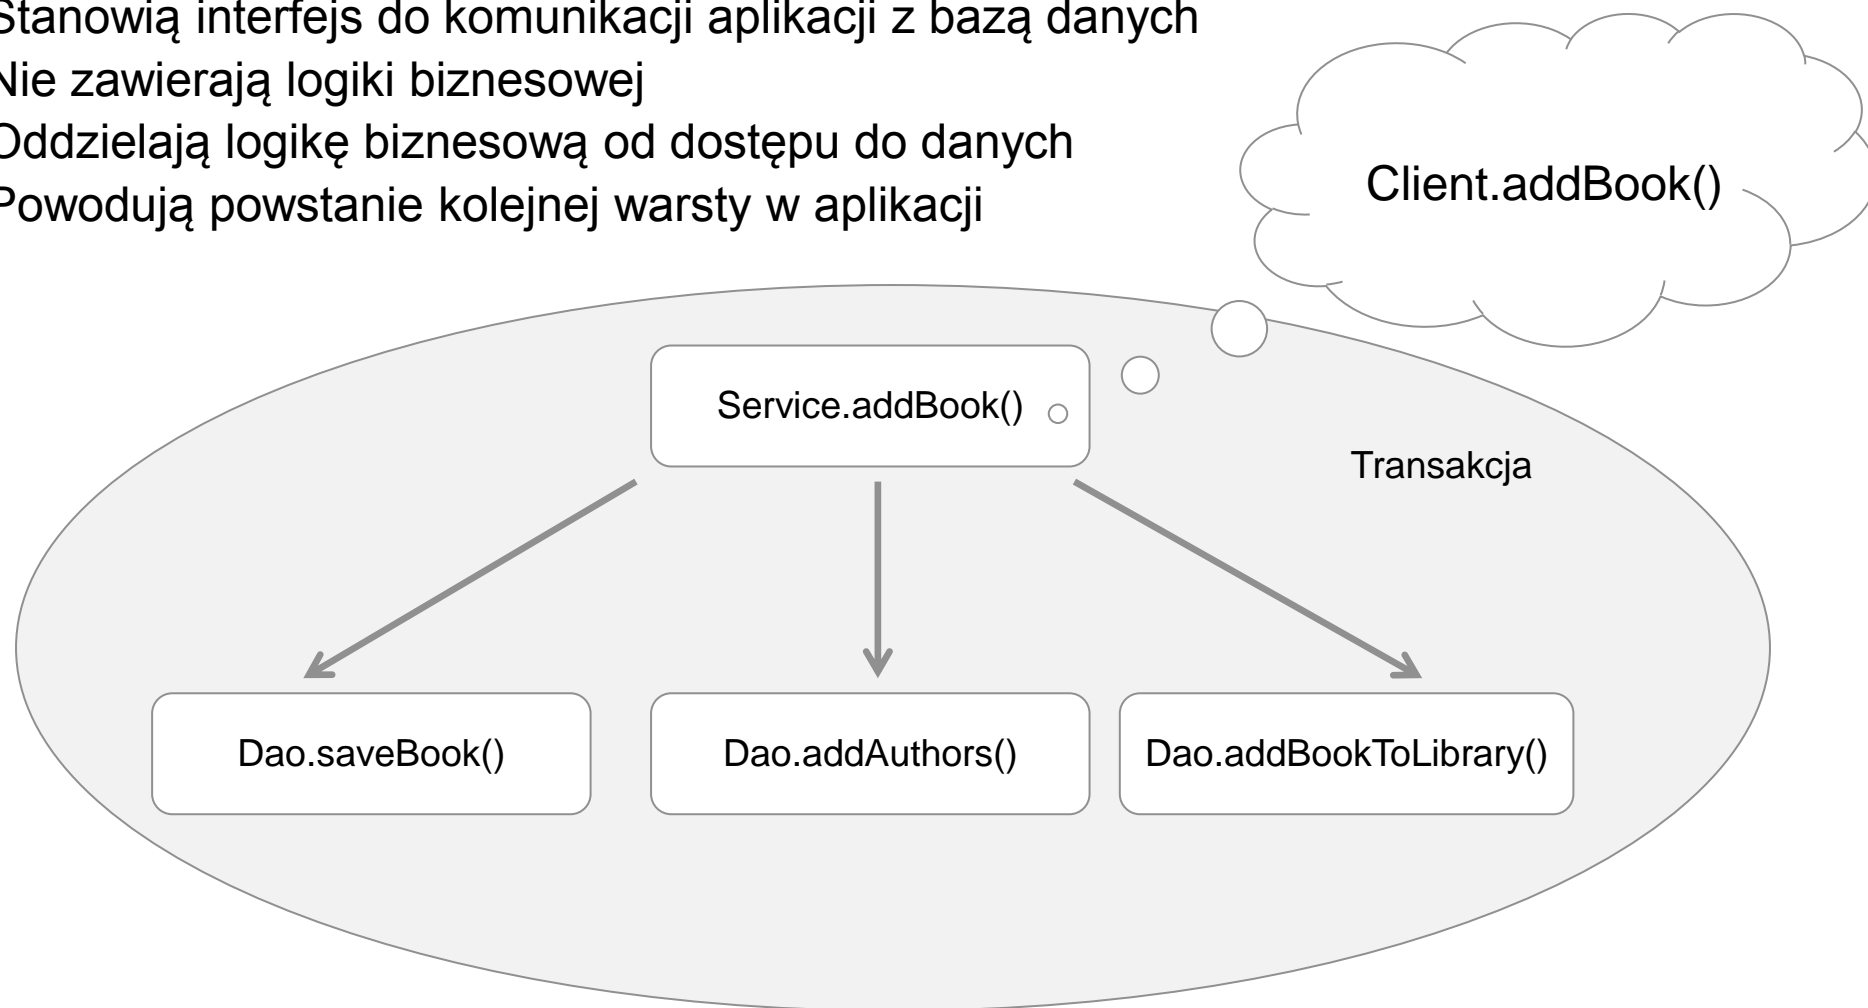 Stanowią interfejs do komunikacji aplikacji z bazą danych
Nie zawierają logiki biznesowej
Oddzielają logikę biznesową od dostępu do danych
Powodują powstanie kolejnej warsty w aplikacji
Client.addBook()
Service.addBook()
Transakcja
Dao.saveBook()
Dao.addAuthors()
Dao.addBookToLibrary()